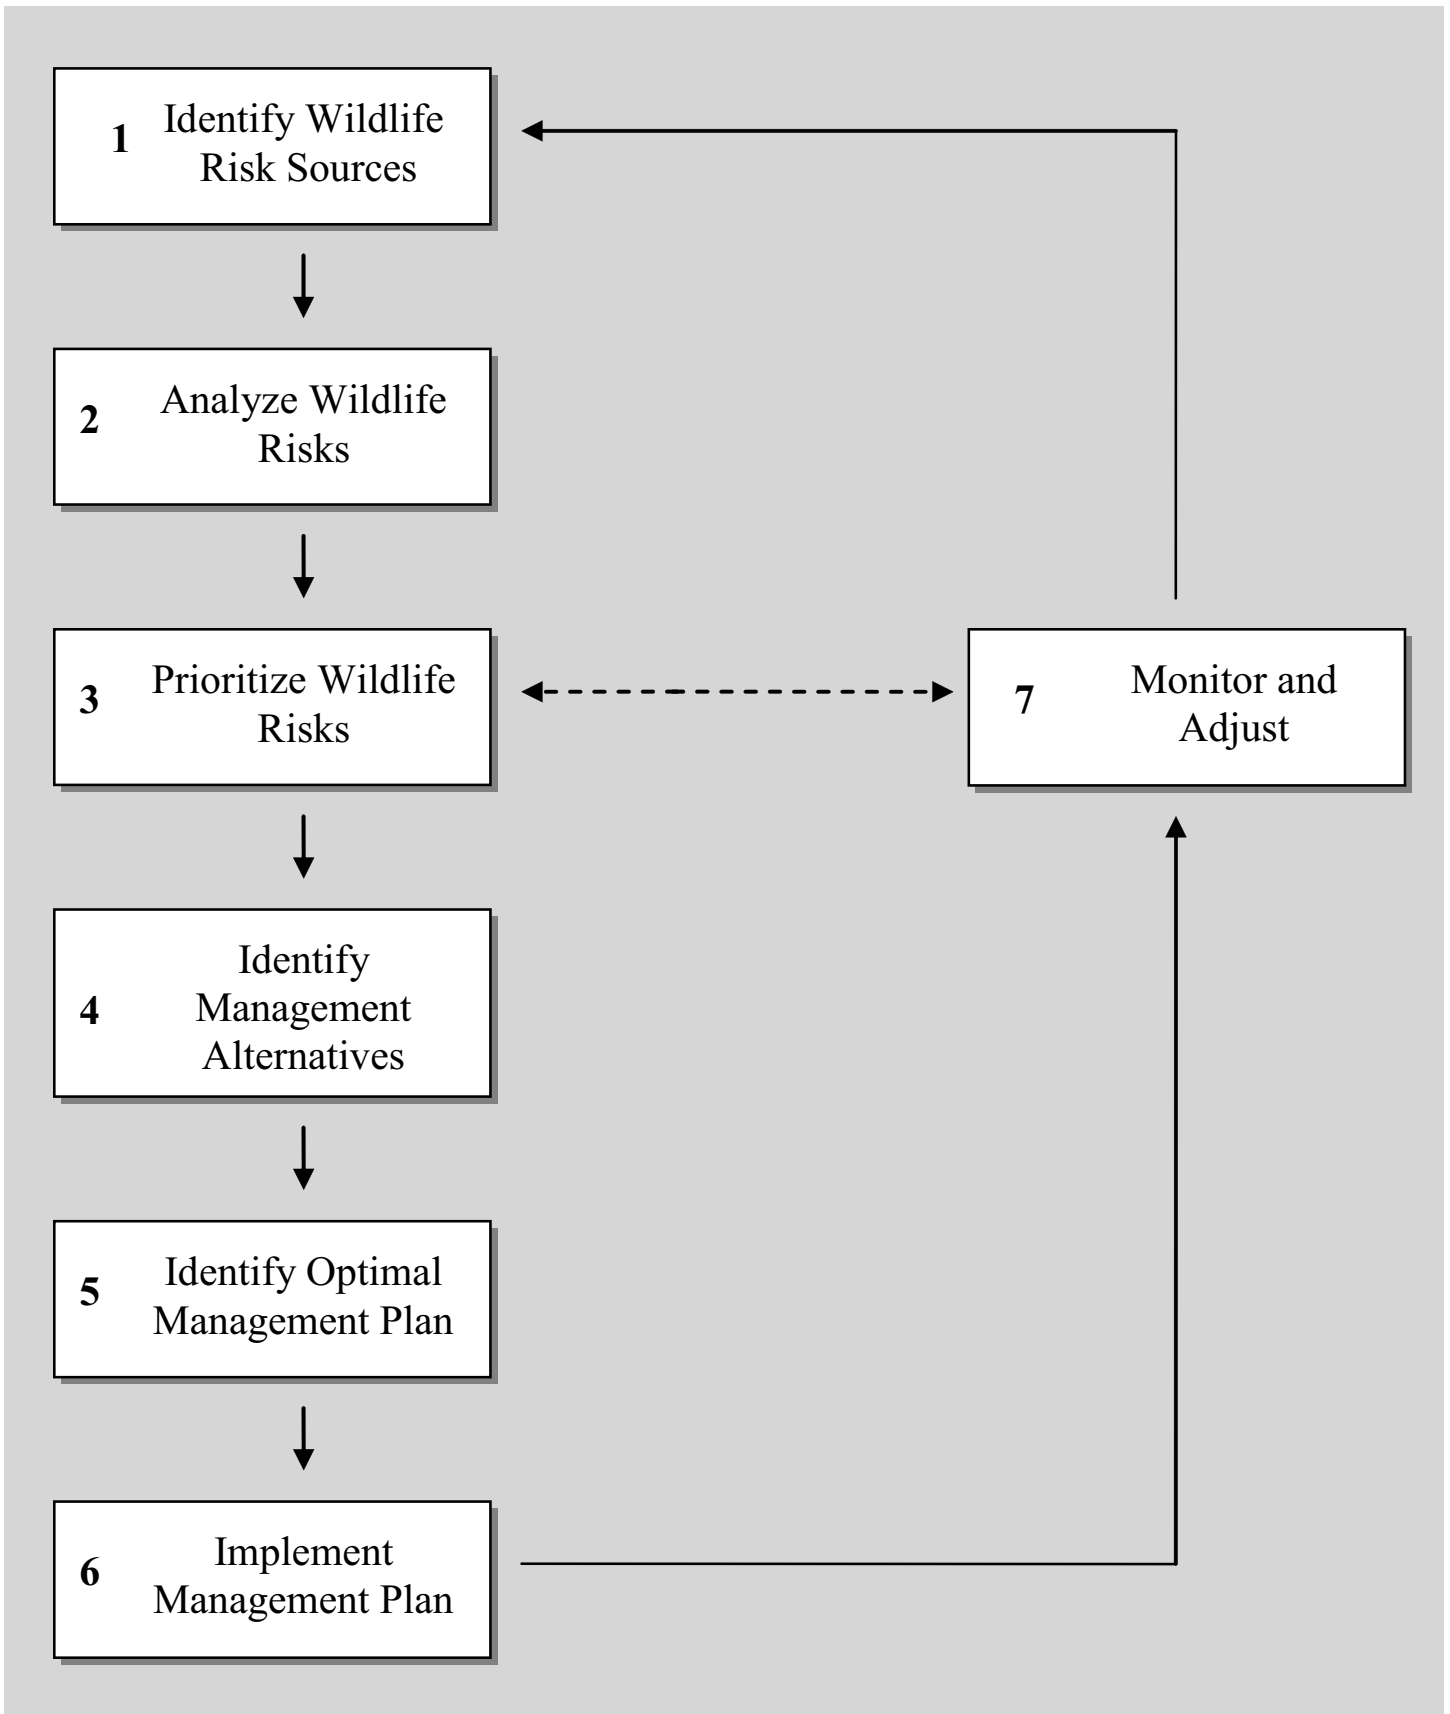 1
Identify Wildlife
Risk Sources
2
Analyze Wildlife
Risks
3
Prioritize Wildlife
Risks
7
Monitor and
Adjust
4
Identify
Management
Alternatives
5
Identify Optimal
Management Plan
6
Implement
Management Plan